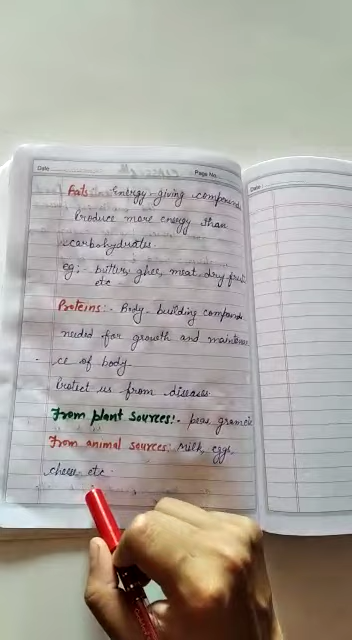 Date Page No.
Date
Fats:- Energy-giving compounds
Produce more energy than
carbohydrates.
eg:- butter, ghee, meat, dry fruit
etc
Proteins:- Body-building compounds
needed for growth and maintenan
ce of body.
Protect us from diseases.
From plant sources:- peas, grams
From animal sources: Milk, eggs,
cheese etc.